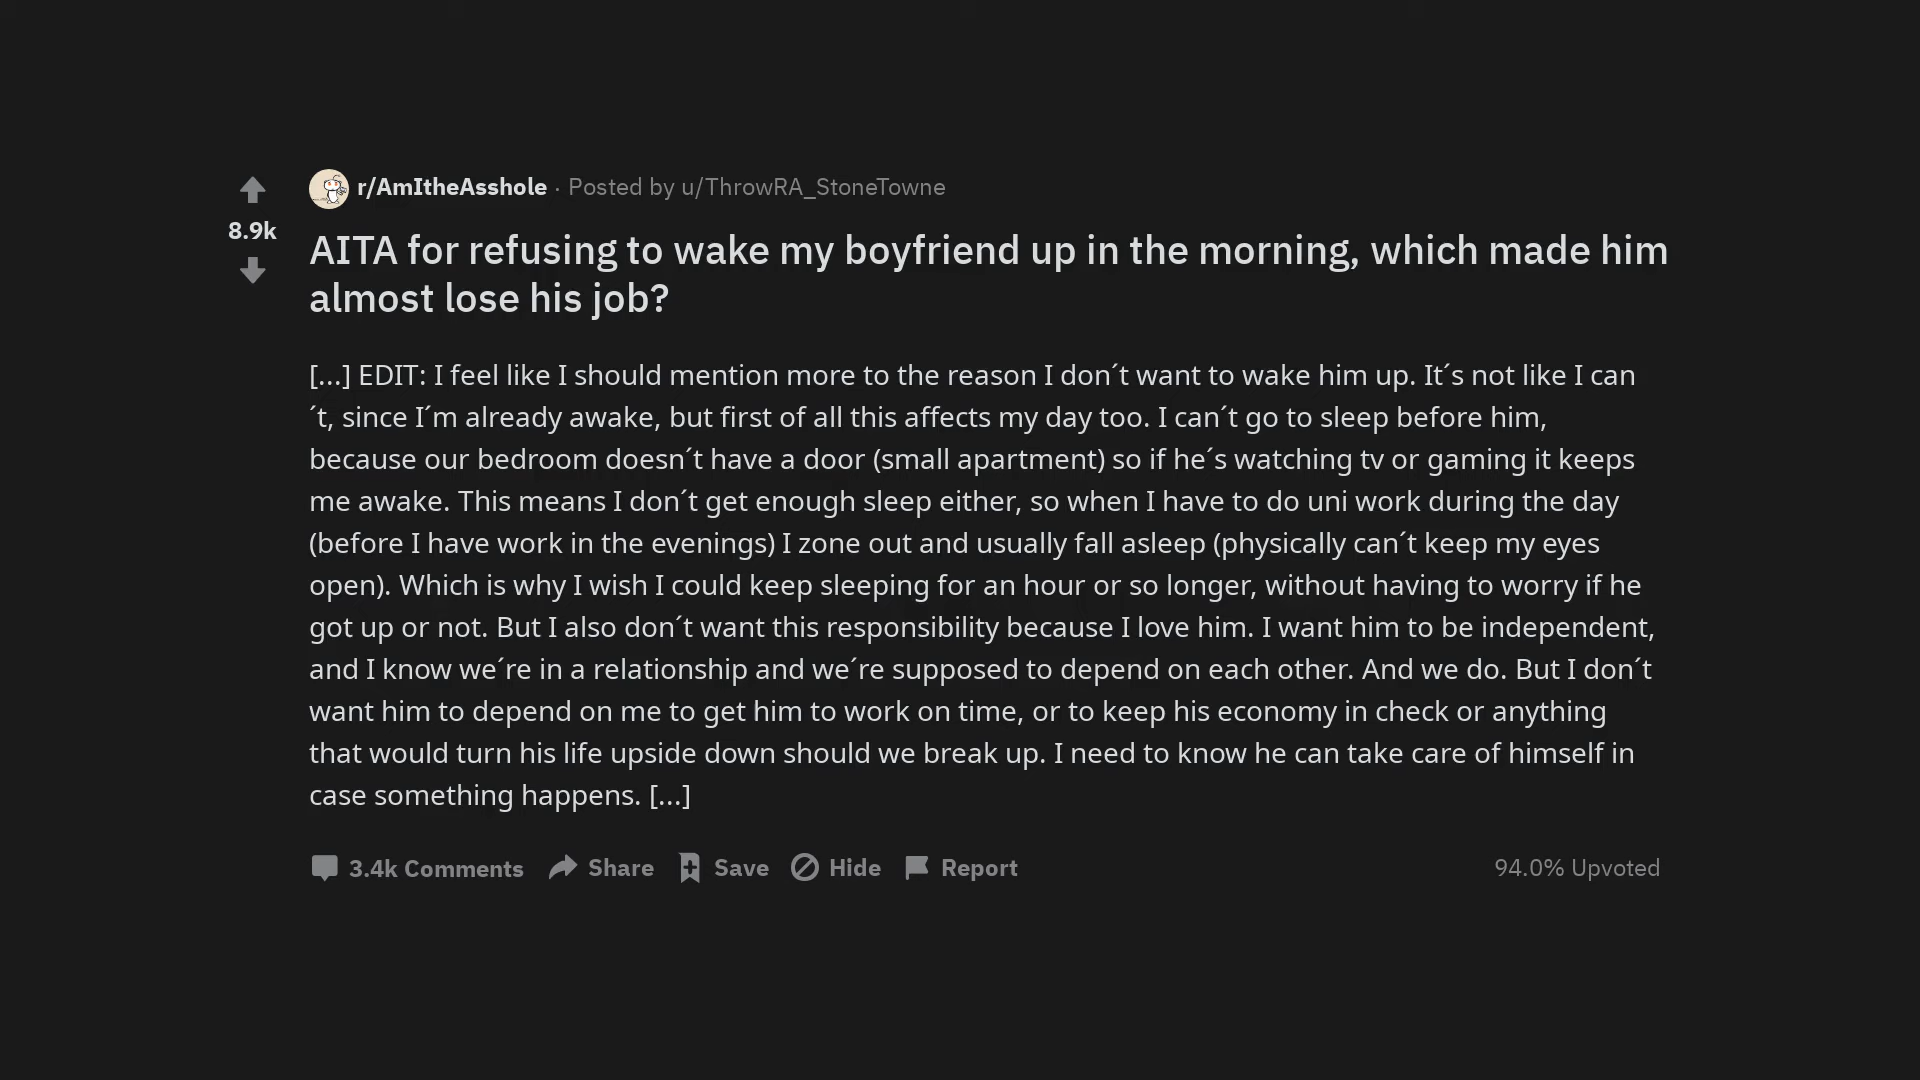 r/AmItheAsshole · Posted by u/ThrowRA_StoneTowne
8.9k
AITA for refusing to wake my boyfriend up in the morning, which made him
almost lose his job?
[...] EDIT: I feel like I should mention more to the reason I don´t want to wake him up. It´s not like I can
´t, since I´m already awake, but first of all this affects my day too. I can´t go to sleep before him,
because our bedroom doesn´t have a door (small apartment) so if he´s watching tv or gaming it keeps
me awake. This means I don´t get enough sleep either, so when I have to do uni work during the day
(before I have work in the evenings) I zone out and usually fall asleep (physically can´t keep my eyes
open). Which is why I wish I could keep sleeping for an hour or so longer, without having to worry if he
got up or not. But I also don´t want this responsibility because I love him. I want him to be independent,
and I know we´re in a relationship and we´re supposed to depend on each other. And we do. But I don´t
want him to depend on me to get him to work on time, or to keep his economy in check or anything
that would turn his life upside down should we break up. I need to know he can take care of himself in
case something happens. [...]
3.4k Comments Share Save Hide Report 94.0% Upvoted